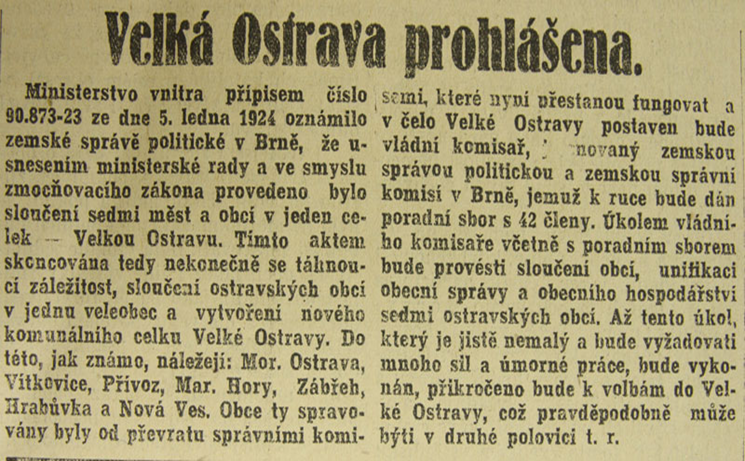 Velká Ostrava prohlášena.
Ministerstvo vnitra přípisem číslo
90.873-23 ze dne 5. ledna 1924 oznámilo
zemské správě politické v Brně, že u-
snesením ministerské rady a ve smyslu
zmocňovacího zákona provedeno bylo
sloučení sedmi měst a obcí v jeden ce-
lek — Velkou Ostravu. Tímto aktem
skoncována tedy nekonečně se táhnou-
cí záležitost, sloučení ostravských obcí
v jednu veleobec a vytvoření nového
komunálního celku Velké Ostravy. Do
této, jak známo, náležejí: Mor. Ostrava,
Vítkovice, Přívoz, Mar. Hory, Zábřeh,
Hrabůvka a Nová Ves. Obce ty spravo-
vány byly od převratu správními komi-
semi, které nyní přestanou fungovat a
v čelo Velké Ostravy postaven bude
vládní komisař, novaný zemskou
správou politickou a zemskou správní
komisí v Brně, jemuž k ruce bude dán
poradní sbor s 42 členy. Úkolem vládní-
ho komisaře včetně s poradním sborem
bude provésti sloučení obcí, unifikaci
obecní správy a obecního hospodářství
sedmi ostravských obcí. Až tento úkol,
který je jistě nemalý a bude vyžadovati
mnoho sil a úmorné práce, bude vyko-
nán, přikročeno bude k volbám do Vel-
ké Ostravy, což pravděpodobně může
býti v druhé polovici t. r.